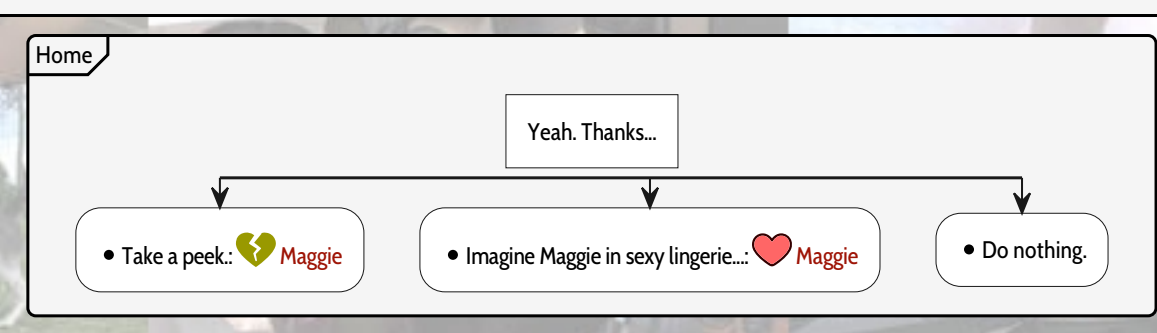 Home
Yeah. Thanks...
• Take a peek.: Maggie
• Imagine Maggie in sexy lingerie...: Maggie
• Do nothing.